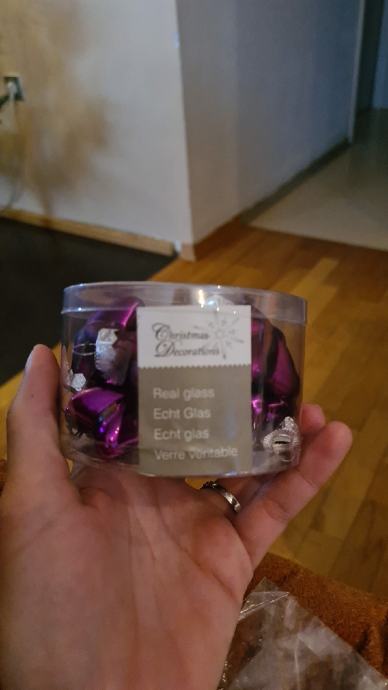 Christmas
Decorations
Real glass
Echt Glas
Echt glas
Verre Véritable